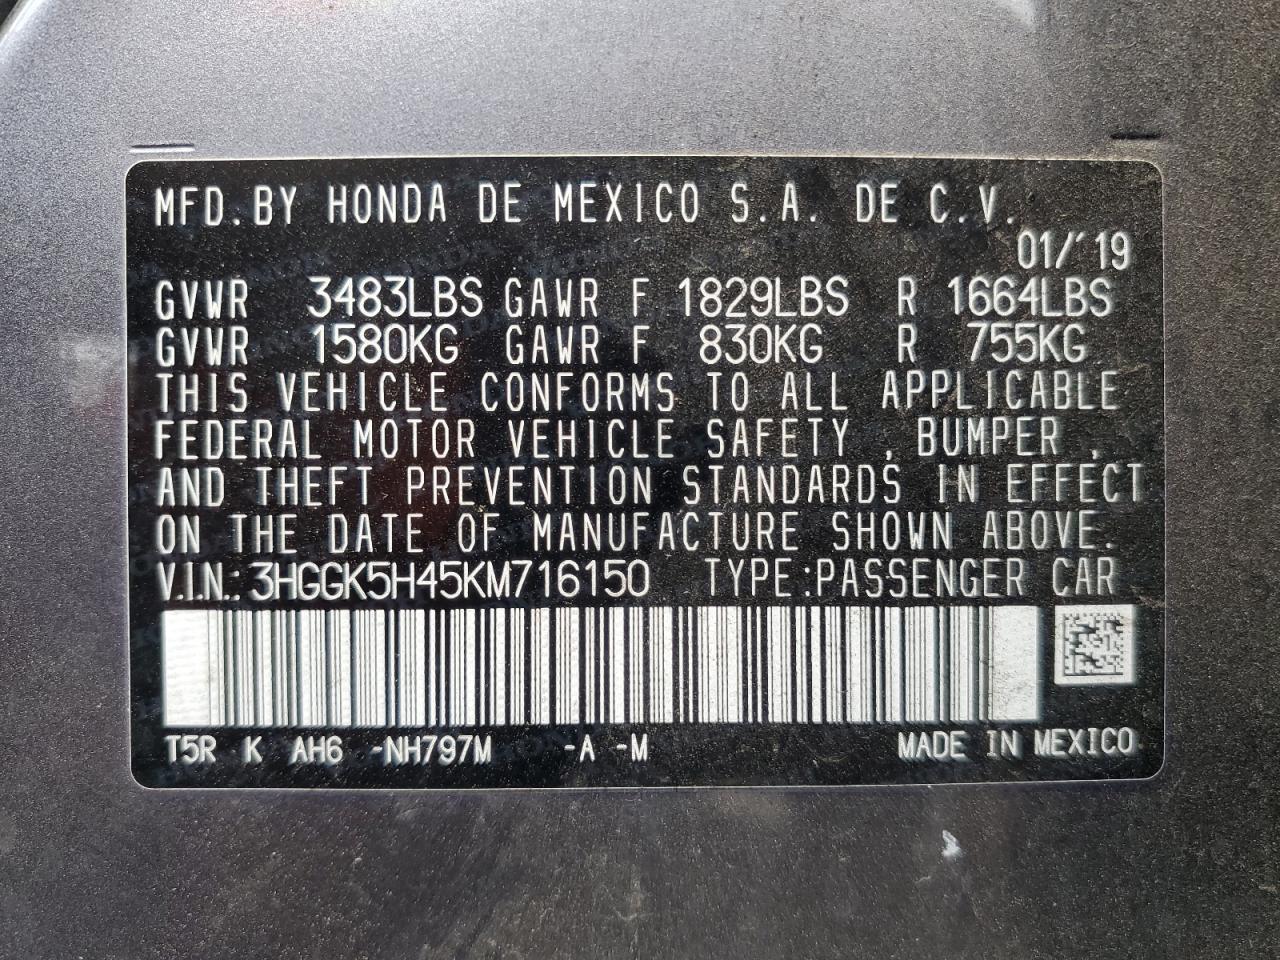 MFD.BY HONDA DE MEXICO S.A. DE C.V.
01/'19
GVWR 3483LBS GAWR F 1829LBS R 1664LBS
GVWR 1580KG GAWR F 830KG R 755KG
THIS VEHICLE CONFORMS TO ALL APPLICABLE
FEDERAL MOTOR VEHICLE SAFETY , BUMPER ,
AND THEFT PREVENTION STANDARDS IN EFFECT
ON THE DATE OF MANUFACTURE SHOWN ABOVE.
V.I.N.: 3HGGK5H45KM716150 TYPE:PASSENGER CAR
T5R K AH6 -NH797M -A -M MADE IN MEXICO